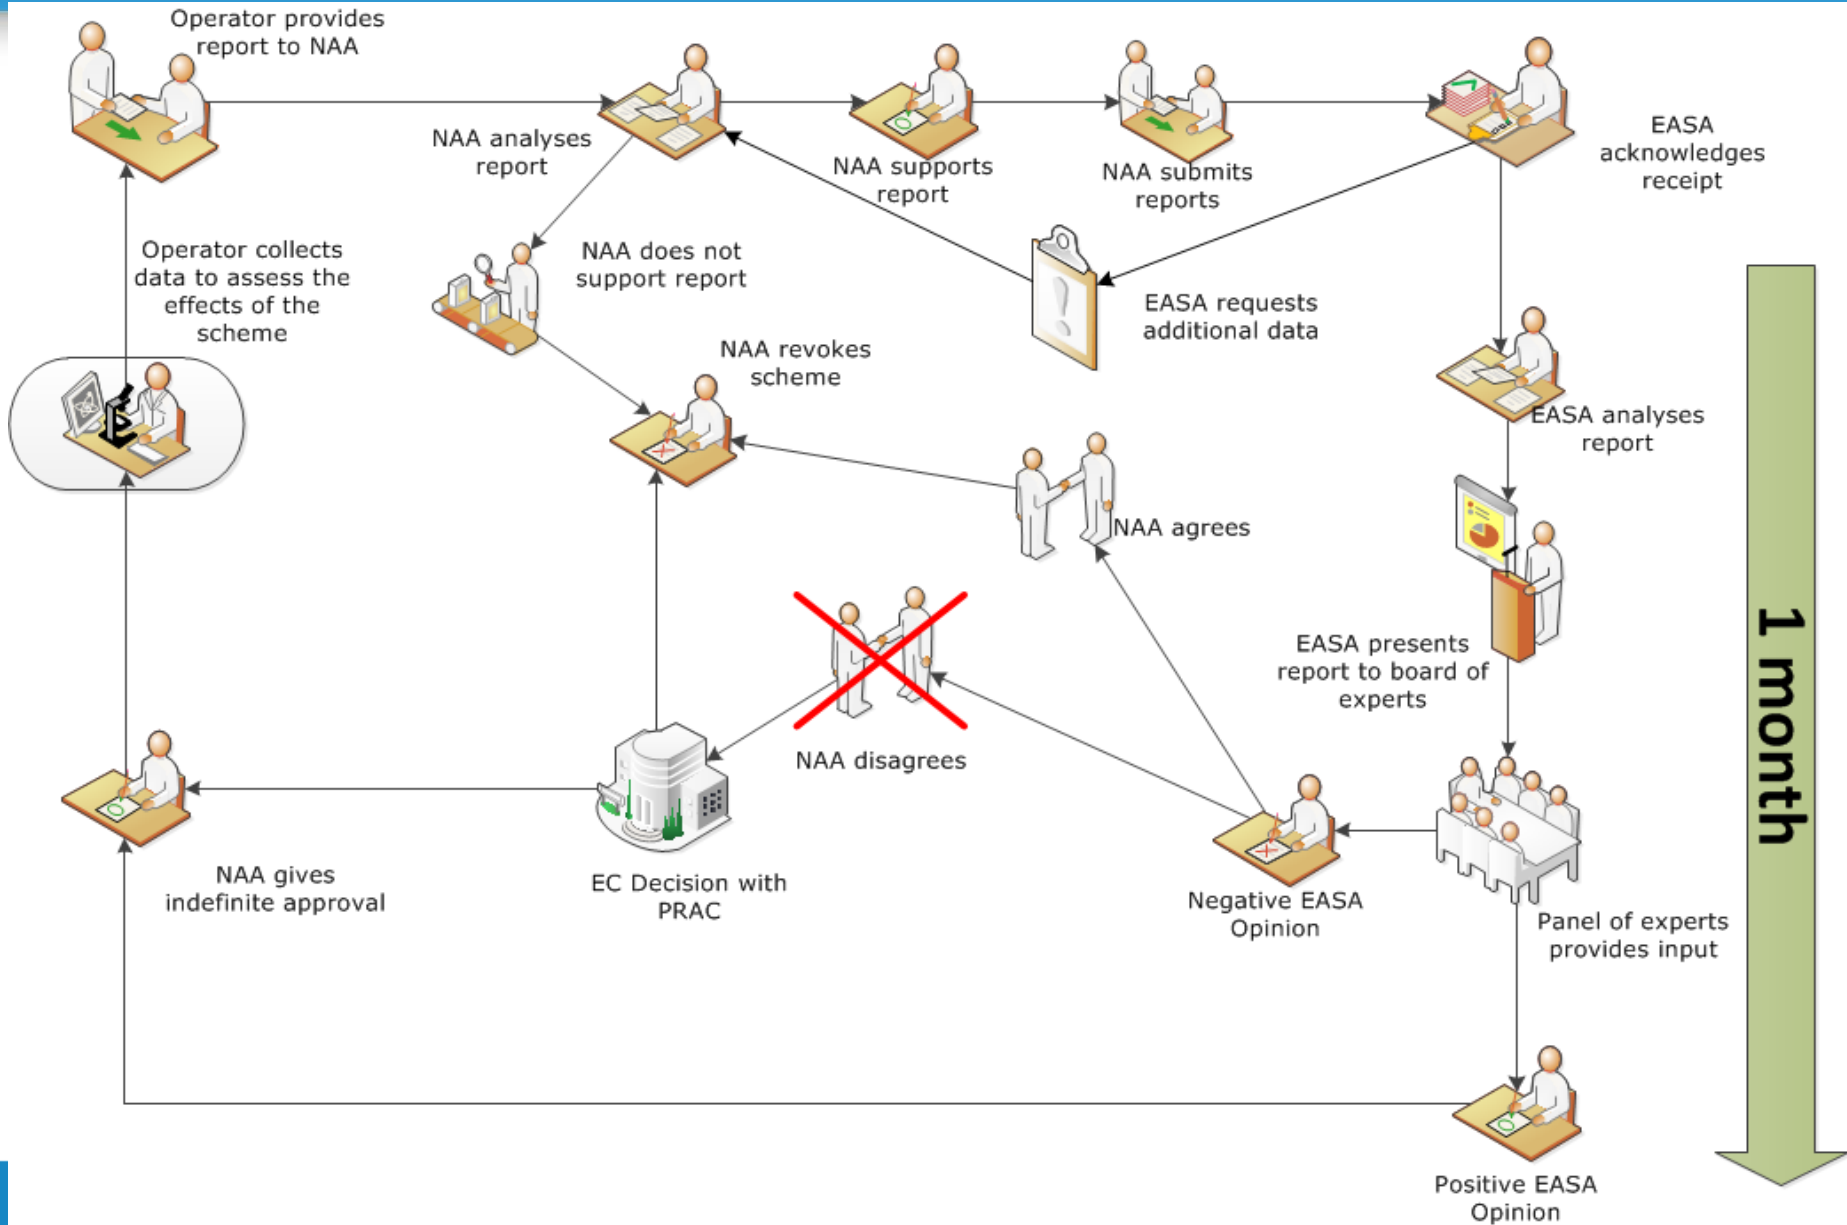 Operator provides
report to NAA
NAA analyses
report
NAA supports
report
NAA submits
reports
EASA
acknowledges
receipt
Operator collects
data to assess the
effects of the
scheme
NAA does not
support report
EASA requests
additional data
NAA revokes
scheme
EASA analyses
report
NAA agrees
EASA presents
report to board of
experts
1 month
NAA disagrees
NAA gives
indefinite approval
EC Decision with
PRAC
Negative EASA
Opinion
Panel of experts
provides input
Positive EASA
Opinion